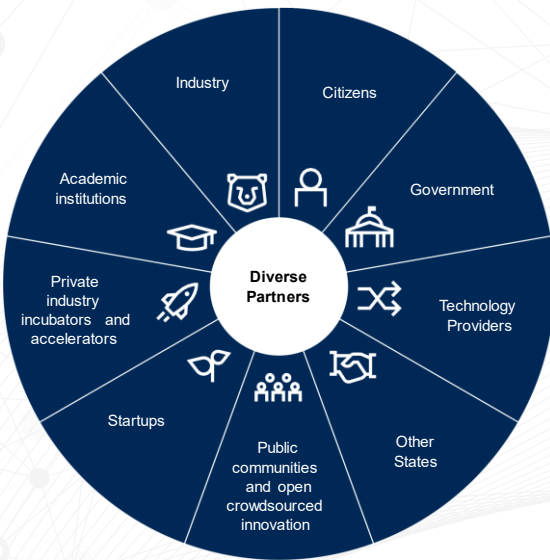 Industry
Citizens
Academic
institutions
Government
Private
industry
incubators and
accelerators
Diverse
Partners
Technology
Providers
Startups
Other
States
Public
communities
and open
crowdsourced
innovation